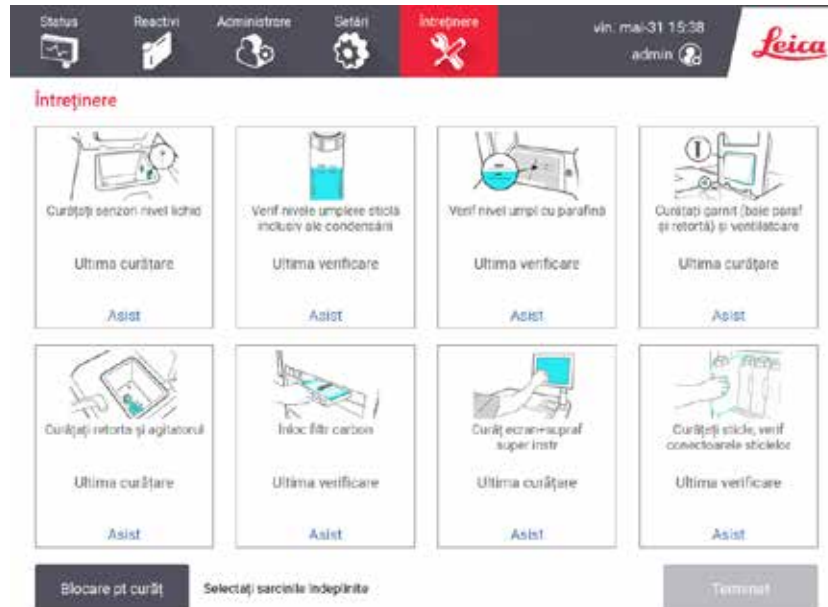 Status
Reactivi
Administrare
Setări
Întreținere
vin. mai-31 15:38
admin
Leica
Întreținere
Curățați senzori nivel lichid
Verif nivele umplere sticlă
inclusiv ale condensării
Verif nivel umpl cu parafină
Curățați garnit (baie paraf
și retortă) și ventilatoare
Ultima curățare
Ultima verificare
Ultima verificare
Ultima curățare
Asist
Asist
Asist
Asist
Curățați retorta și agitatorul
Înloc filtr carbon
Curăț ecran+supraf
super instr
Curățați sticle, verif
conectoarele sticlelor
Ultima curățare
Ultima verificare
Ultima curățare
Ultima verificare
Asist
Asist
Asist
Asist
Blocare pt curăț
Selectați sarcinile îndeplinite
Terminat